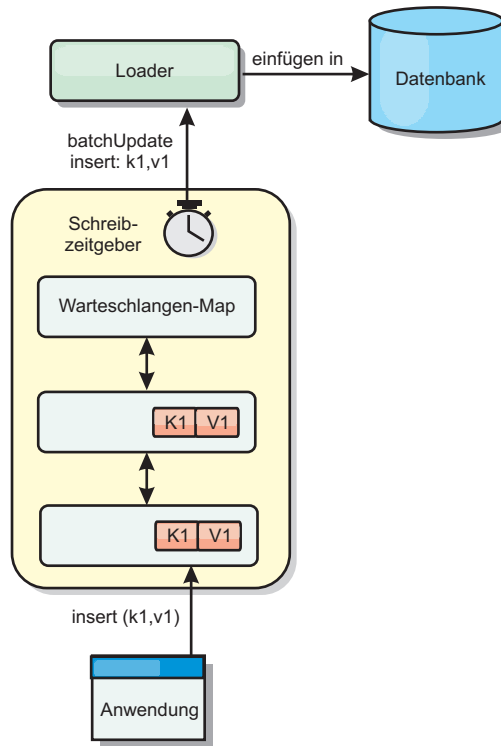 Loader
einfügen in
Datenbank
batchUpdate
insert: k1,v1
Schreib-
zeitgeber
Warteschlangen-Map
K1 V1
K1 V1
insert (k1,v1)
Anwendung